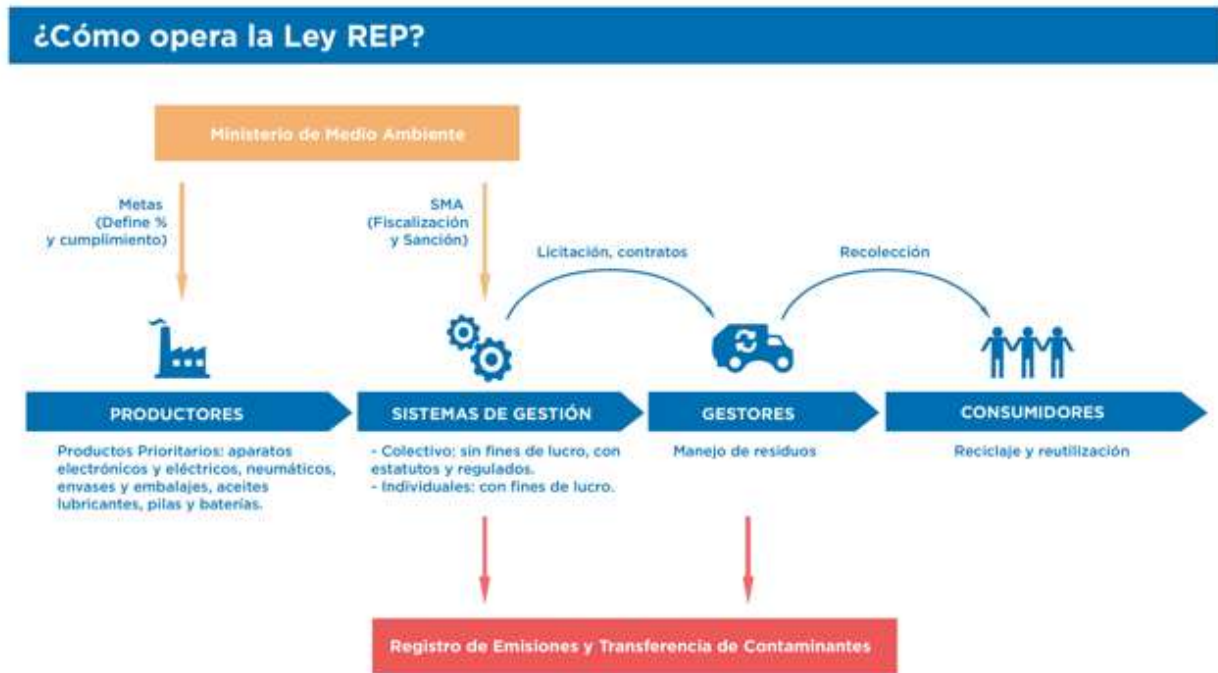 ¿Cómo opera la Ley REP?
Ministerio de Medio Ambiente
Metas
(Define %
y cumplimiento)
SMA
(Fiscalización
y Sanción)
Licitación, contratos
Recolección
PRODUCTORES
SISTEMAS DE GESTIÓN
GESTORES
CONSUMIDORES
Productos Prioritarios: aparatos
electrónicos y eléctricos, neumáticos,
envases y embalajes, aceites
lubricantes, pilas y baterías.
- Colectivo: sin fines de lucro, con
estatutos y regulados.
- Individuales: con fines de lucro.
Manejo de residuos
Reciclaje y reutilización
Registro de Emisiones y Transferencia de Contaminantes